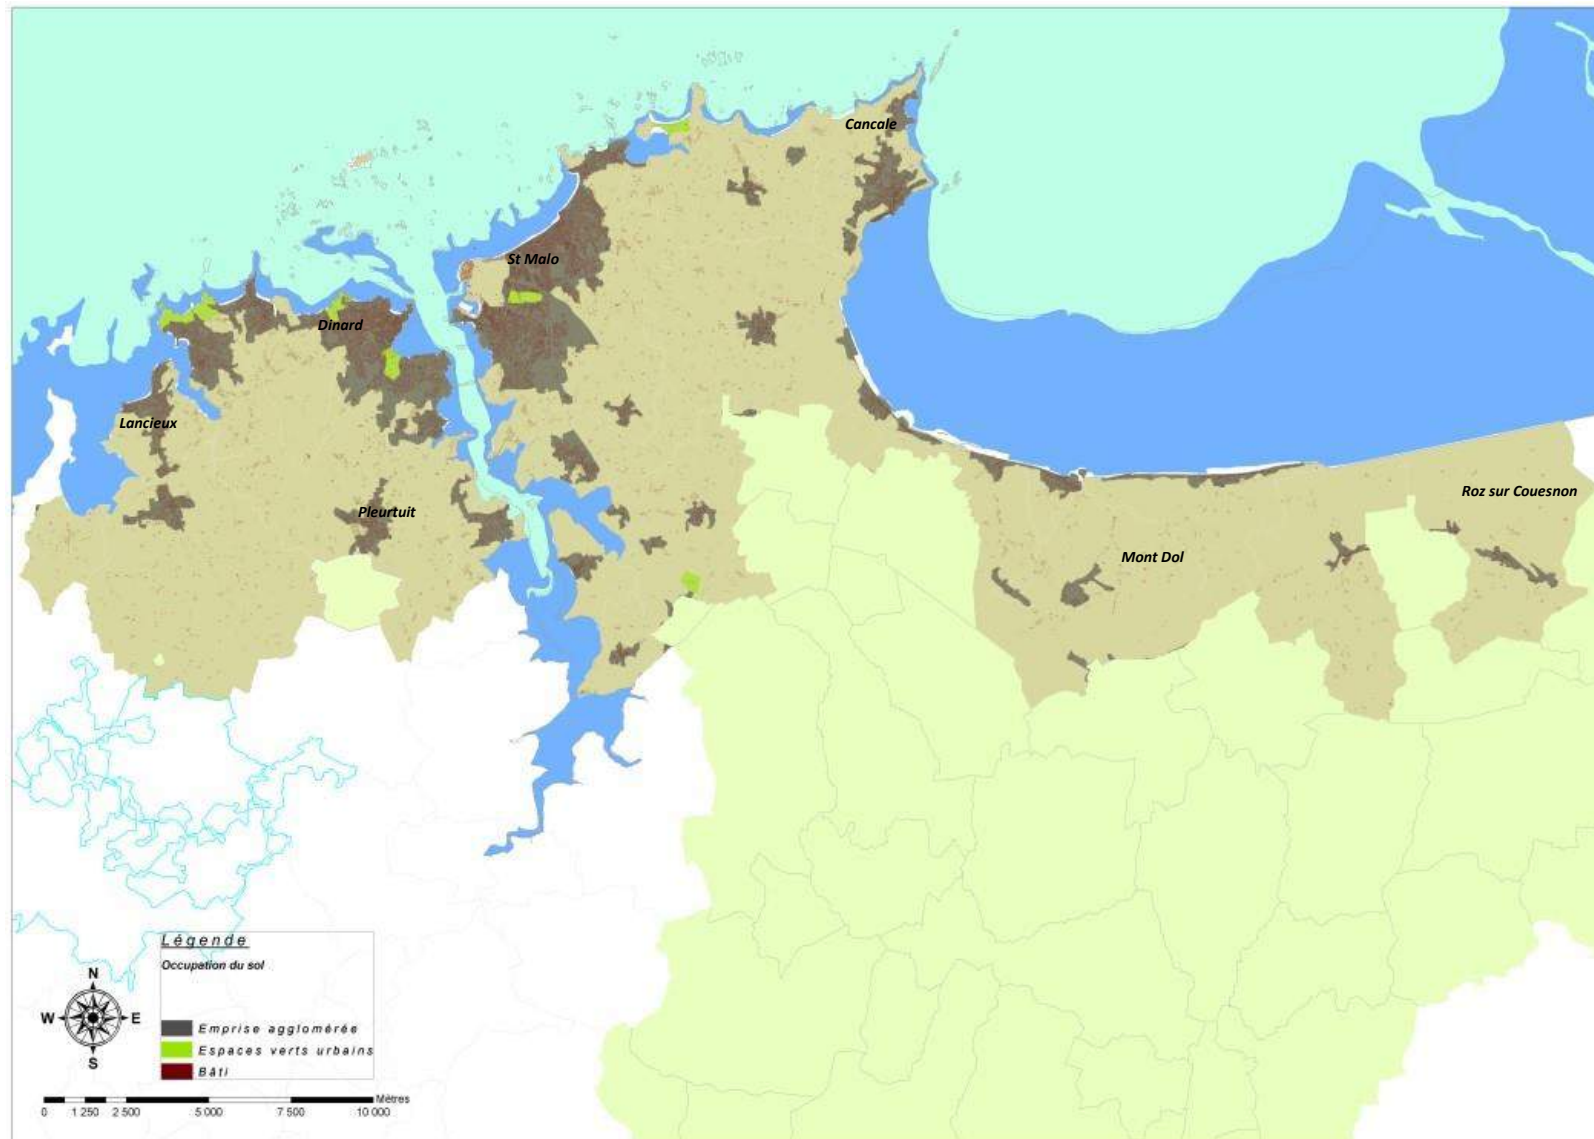 Cancale
St Malo
Dinard
Lancieux
Pleurtuit
Roz sur Couesnon
Mont Dol
Légende
Occupation du sol
N
W E
S
Emprise agglomérée
Espaces verts urbains
Bâti
Mètres
0 1 250 2 500 5 000 7 500 10 000